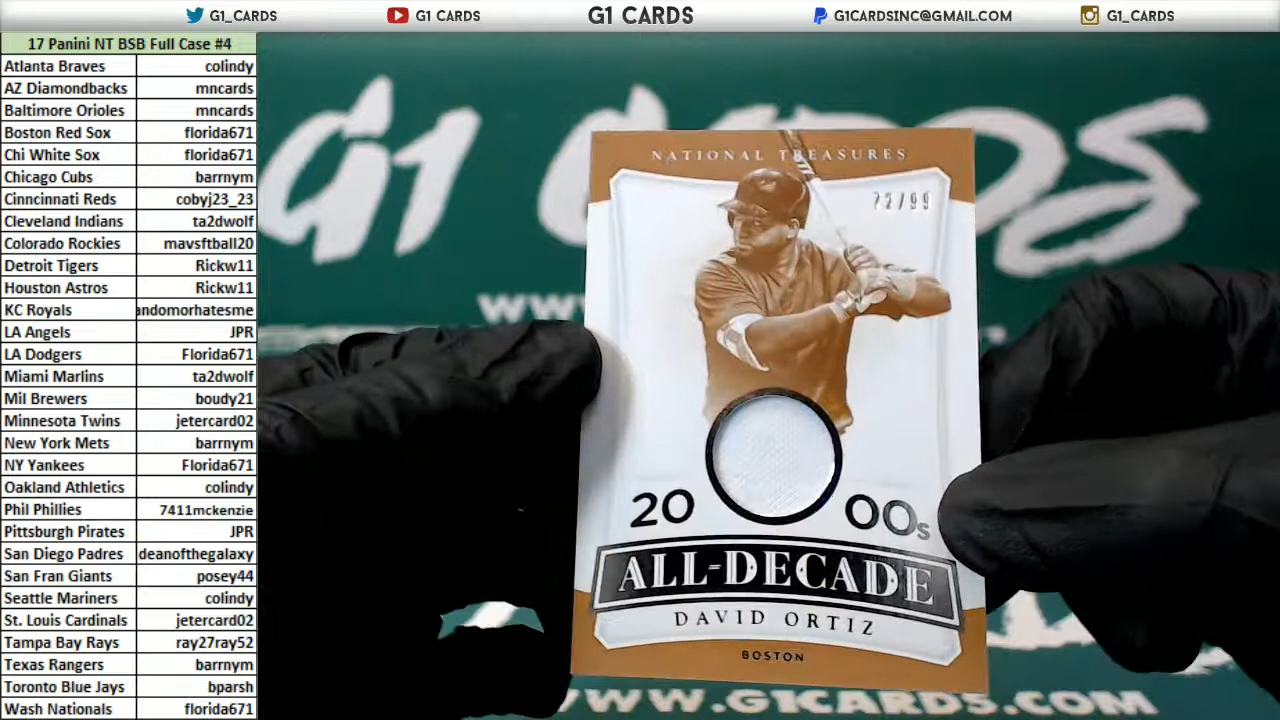 G1_CARDS
G1 CARDS
G1 CARDS
G1CARDSINC@GMAIL.COM
G1_CARDS
17 Panini NT BSB Full Case #4
Atlanta Braves colindy
AZ Diamondbacks mncards
Baltimore Orioles mncards
Boston Red Sox florida671
Chi White Sox florida671
Chicago Cubs barrnym
Cinncinnati Reds cobyj23_23
Cleveland Indians ta2dwolf
Colorado Rockies mavsftball20
Detroit Tigers Rickw11
Houston Astros Rickw11
KC Royals andomorhatesme
LA Angels JPR
LA Dodgers Florida671
Miami Marlins ta2dwolf
Mil Brewers boudy21
Minnesota Twins jetercard02
New York Mets barrnym
NY Yankees Florida671
Oakland Athletics colindy
Phil Phillies 7411mckenzie
Pittsburgh Pirates JPR
San Diego Padres deanofthegalaxy
San Fran Giants posey44
Seattle Mariners colindy
St. Louis Cardinals jetercard02
Tampa Bay Rays ray27ray52
Texas Rangers barrnym
Toronto Blue Jays bparsh
Wash Nationals florida671
G1 CARDS
NATIONAL TREASURES
72/99
2000s
ALL-DECADE
DAVID ORTIZ
BOSTON
WWW.G1CARDS.COM